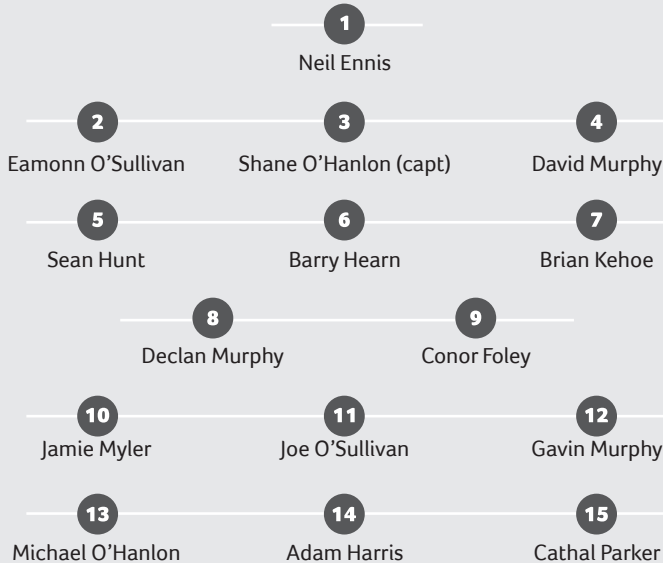 1
Neil Ennis
2 3 4
Eamonn O’Sullivan Shane O’Hanlon (capt) David Murphy
5 6 7
Sean Hunt Barry Hearn Brian Kehoe
8 9
Declan Murphy Conor Foley
10 11 12
Jamie Myler Joe O’Sullivan Gavin Murphy
13 14 15
Michael O’Hanlon Adam Harris Cathal Parker